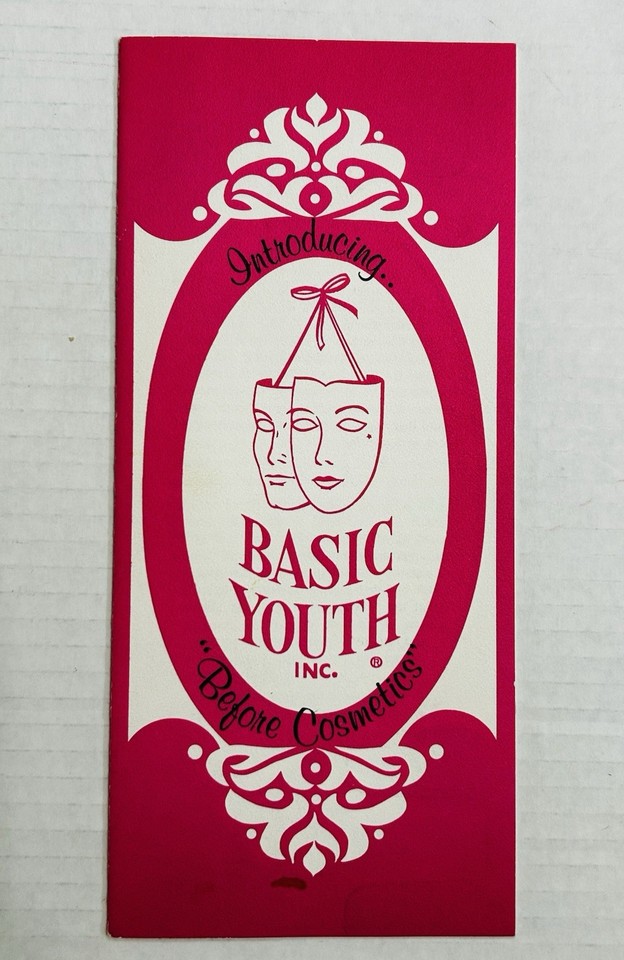 Introducing..
BASIC
YOUTH
INC. ®
"Before Cosmetics"